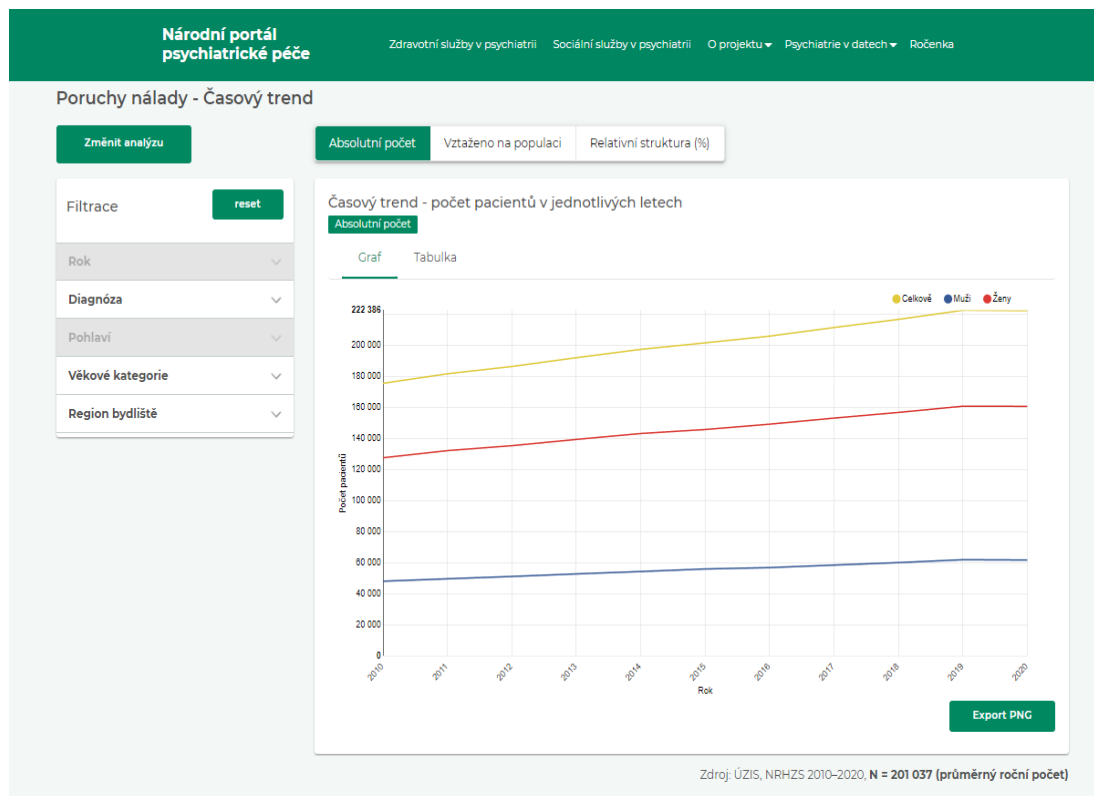 Národní portál
psychiatrické péče
Zdravotní služby v psychiatrii Sociální služby v psychiatrii O projektu Psychiatrie v datech Ročenka
Poruchy nálady - Časový trend
Změnit analýzu
Absolutní počet Vztaženo na populaci Relativní struktura (%)
Filtrace
reset
Rok
Diagnóza
Pohlaví
Věkové kategorie
Region bydliště
Časový trend - počet pacientů v jednotlivých letech
Absolutní počet
Graf Tabulka
Celkově Muži Ženy
222 386
200 000
180 000
160 000
140 000
120 000
100 000
80 000
60 000
40 000
20 000
0
Počet pacientů
2010 2011 2012 2013 2014 2015 2016 2017 2018 2019 2020
Rok
Export PNG
Zdroj: ÚZIS, NRHZS 2010–2020, N = 201 037 (průměrný roční počet)